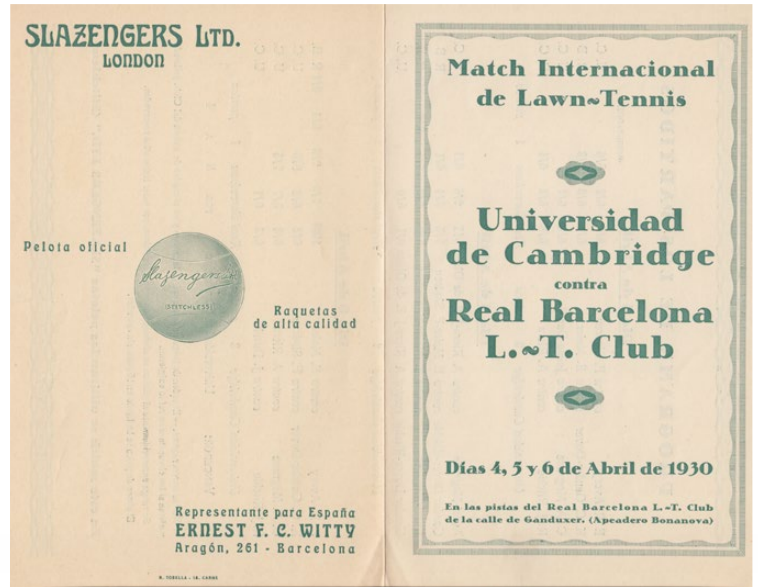 SLAZENGERS LTD.
LONDON
Pelota oficial
Slazengers
STITCHLESS
Raquetas
de alta calidad
Representante para España
ERNEST F. C. WITTY
Aragón, 261 - Barcelona
Match Internacional
de Lawn~Tennis
Universidad
de Cambridge
contra
Real Barcelona
L.~T. Club
Días 4, 5 y 6 de Abril de 1930
En las pistas del Real Barcelona L.~T. Club
de la calle de Ganduxer. (Apeadero Bonanova)